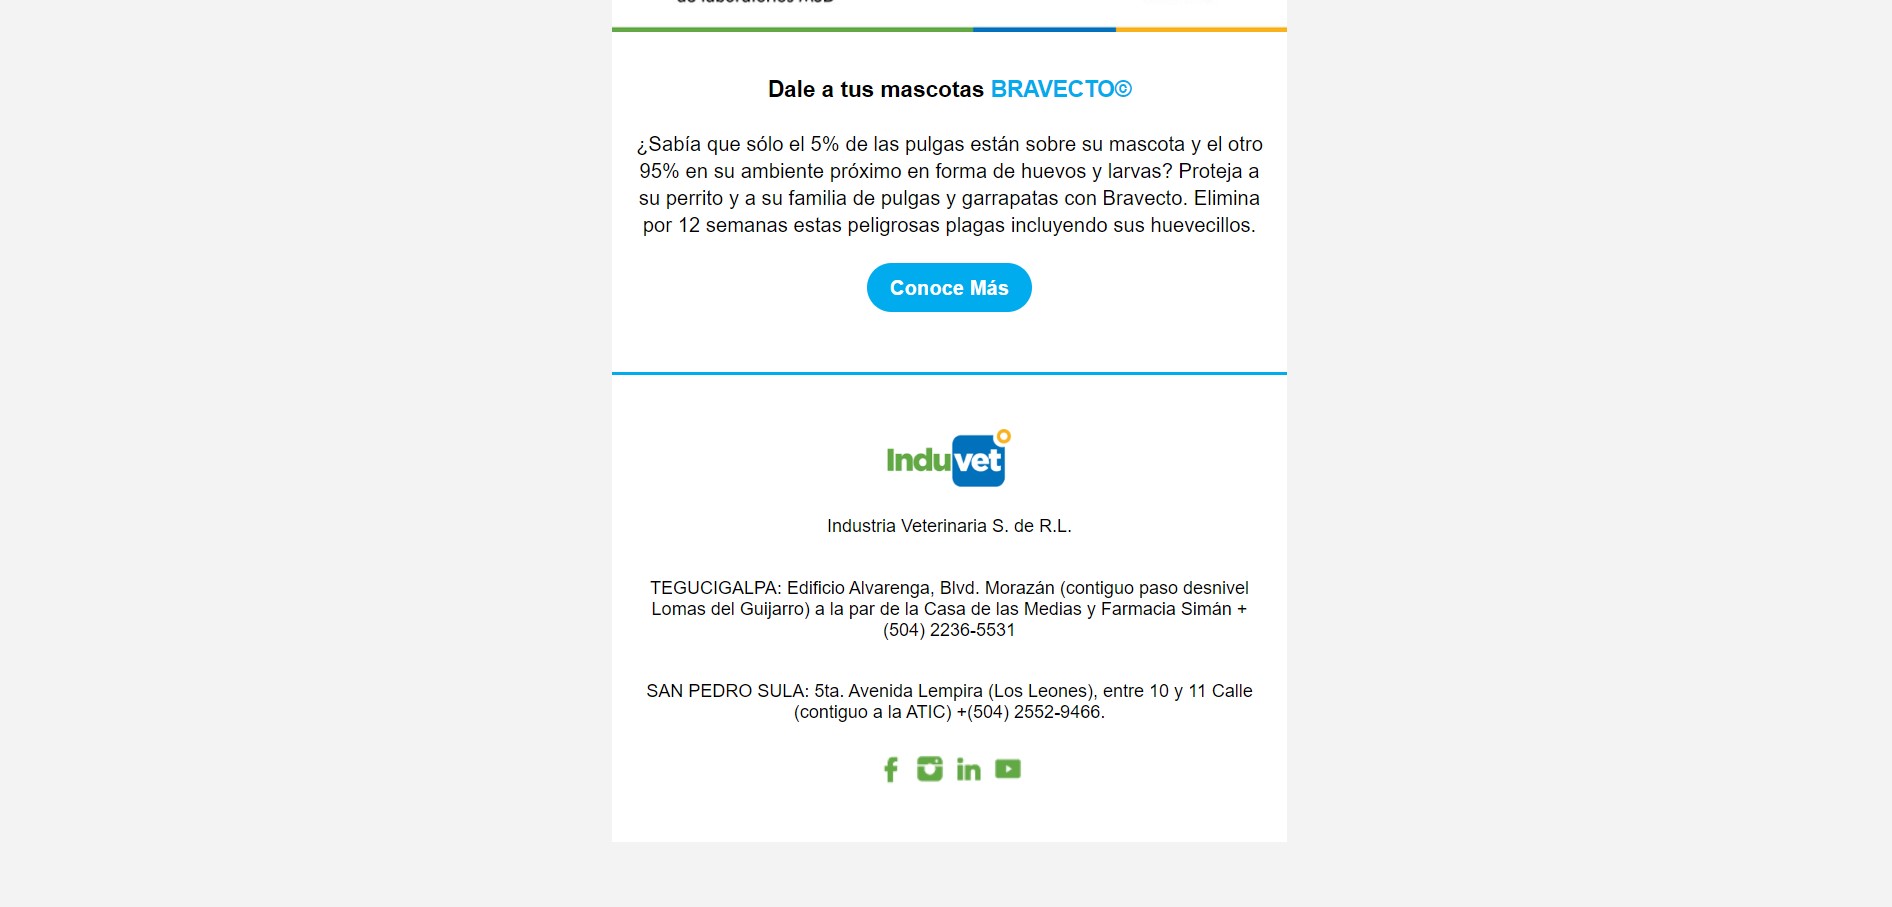 de laboratorios MSD
Dale a tus mascotas BRAVECTO©
¿Sabía que sólo el 5% de las pulgas están sobre su mascota y el otro
95% en su ambiente próximo en forma de huevos y larvas? Proteja a
su perrito y a su familia de pulgas y garrapatas con Bravecto. Elimina
por 12 semanas estas peligrosas plagas incluyendo sus huevecillos.
Conoce Más
Induvet
Industria Veterinaria S. de R.L.
TEGUCIGALPA: Edificio Alvarenga, Blvd. Morazán (contiguo paso desnivel
Lomas del Guijarro) a la par de la Casa de las Medias y Farmacia Simán +
(504) 2236-5531
SAN PEDRO SULA: 5ta. Avenida Lempira (Los Leones), entre 10 y 11 Calle
(contiguo a la ATIC) +(504) 2552-9466.